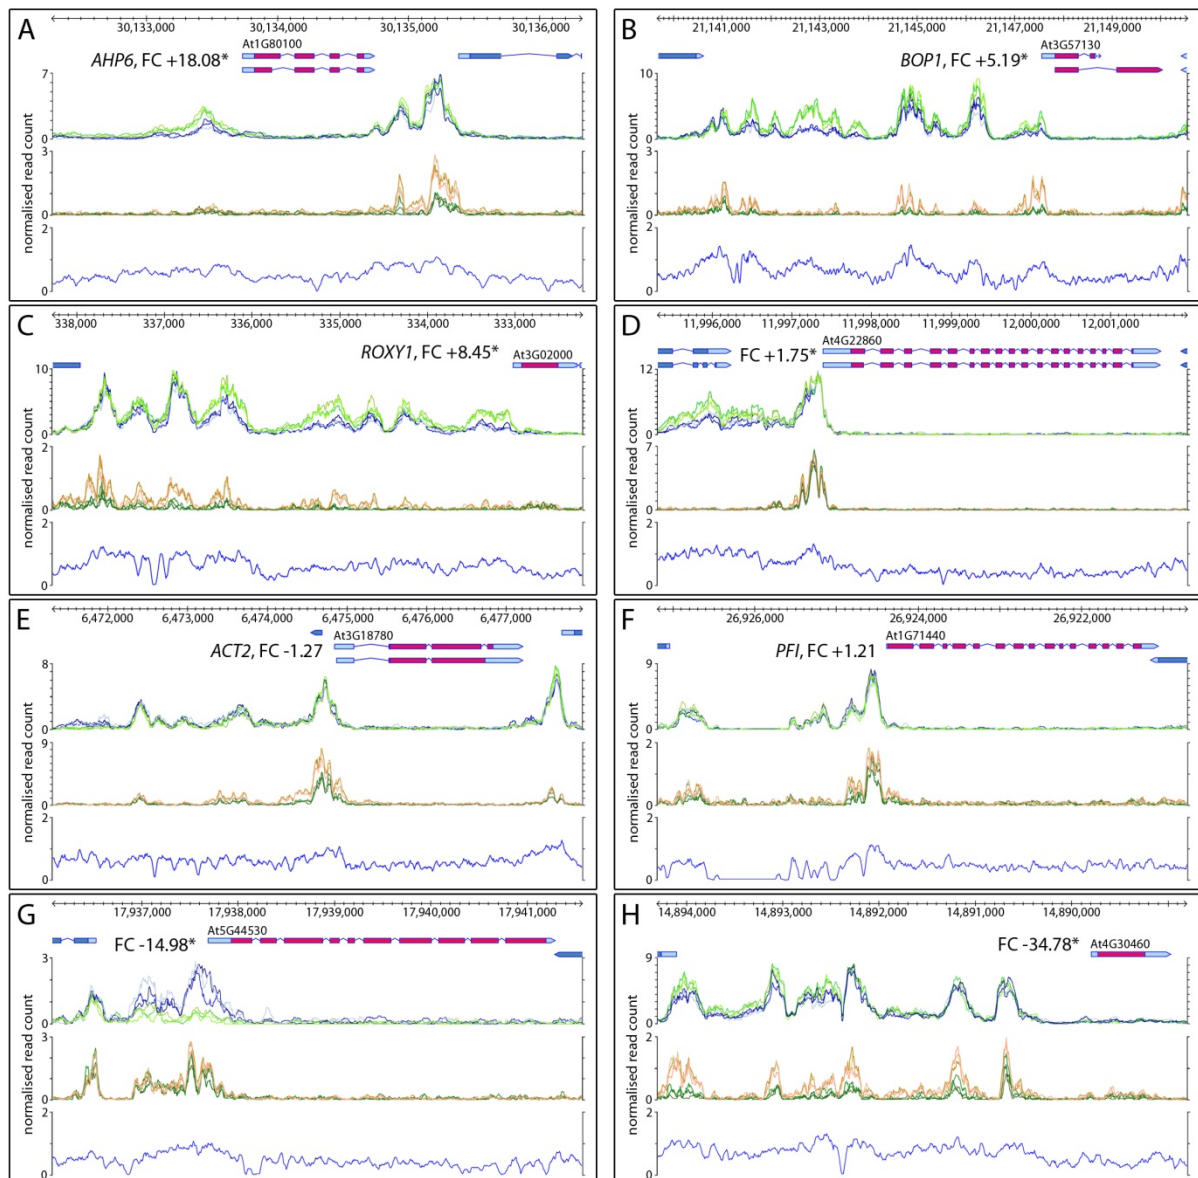 A
30,133,000 30,134,000 30,135,000 30,136,000
At1G80100
AHP6, FC +18.08*
normalised read count
7
0
3
0
2
0
B
21,141,000 21,143,000 21,145,000 21,147,000 21,149,000
At3G57130
BOP1, FC +5.19*
normalised read count
10
0
3
0
2
0
C
338,000 337,000 336,000 335,000 334,000 333,000
ROXY1, FC +8.45*
At3G02000
normalised read count
10
0
2
0
2
0
D
11,996,000 11,997,000 11,998,000 11,999,000 12,000,000 12,001,000
At4G22860
FC +1.75*
normalised read count
12
0
7
0
2
0
E
6,472,000 6,473,000 6,474,000 6,475,000 6,476,000 6,477,000
At3G18780
ACT2, FC -1.27
normalised read count
8
0
9
0
2
0
F
26,926,000 26,924,000 26,922,000
At1G71440
PFI, FC +1.21
normalised read count
9
0
2
0
2
0
G
17,937,000 17,938,000 17,939,000 17,940,000 17,941,000
At5G44530
FC -14.98*
normalised read count
3
0
3
0
2
0
H
14,894,000 14,893,000 14,892,000 14,891,000 14,890,000
FC -34.78*
At4G30460
normalised read count
9
0
2
0
2
0